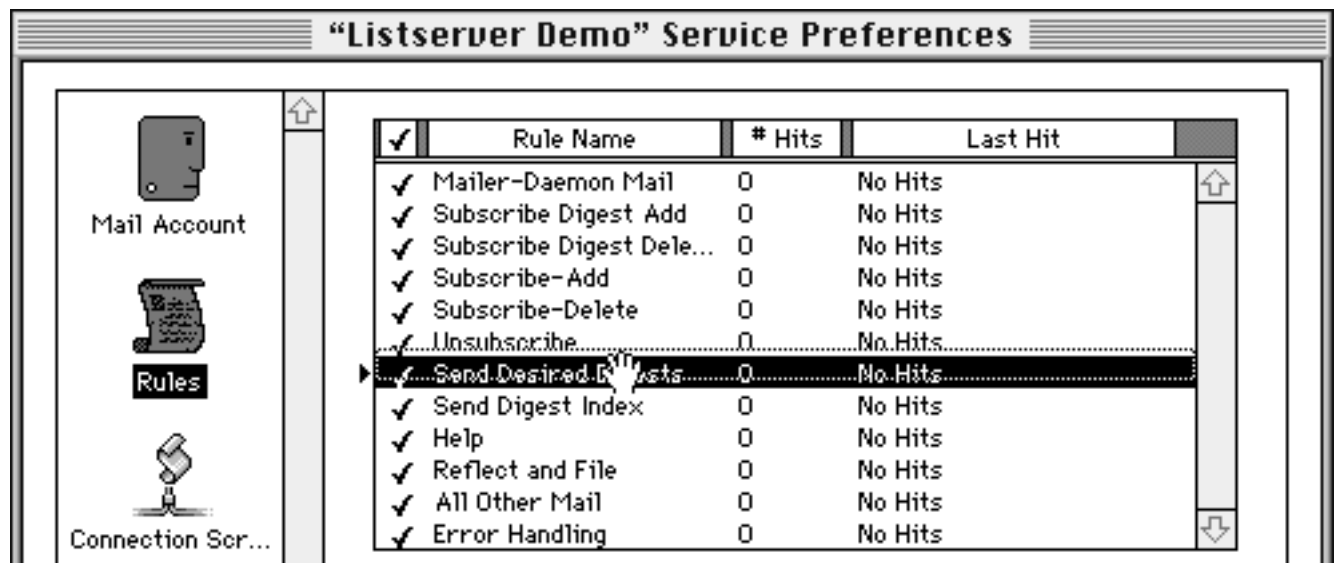 “Listserver Demo” Service Preferences
Mail Account
Rules
Connection Scr...
✓ Rule Name # Hits Last Hit
✓ Mailer-Daemon Mail 0 No Hits
✓ Subscribe Digest Add 0 No Hits
✓ Subscribe Digest Dele... 0 No Hits
✓ Subscribe-Add 0 No Hits
✓ Subscribe-Delete 0 No Hits
✓ Unsubscribe 0 No Hits
✓ Send Desired 0 No Hits
✓ Send Digest Index 0 No Hits
✓ Help 0 No Hits
✓ Reflect and File 0 No Hits
✓ All Other Mail 0 No Hits
✓ Error Handling 0 No Hits